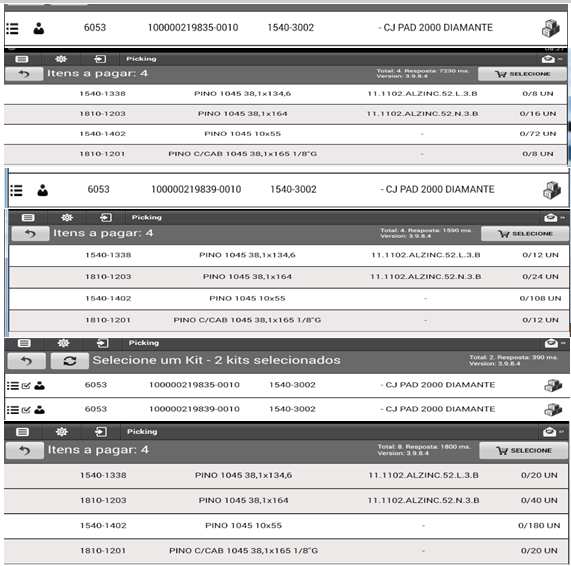 6053 100000219835-0010 1540-3002 - CJ PAD 2000 DIAMANTE
Picking
Itens a pagar: 4 Total: 4. Resposta: 7230 ms. Version: 3.9.8.4 SELECIONE
1540-1338 PINO 1045 38,1x134,6 11.1102.ALZINC.52.L.3.B 0/8 UN
1810-1203 PINO 1045 38,1x164 11.1102.ALZINC.52.N.3.B 0/16 UN
1540-1402 PINO 1045 10x55 - 0/72 UN
1810-1201 PINO C/CAB 1045 38,1x165 1/8"G - 0/8 UN
6053 100000219839-0010 1540-3002 - CJ PAD 2000 DIAMANTE
Picking
Itens a pagar: 4 Total: 4. Resposta: 1590 ms. Version: 3.9.8.4 SELECIONE
1540-1338 PINO 1045 38,1x134,6 11.1102.ALZINC.52.L.3.B 0/12 UN
1810-1203 PINO 1045 38,1x164 11.1102.ALZINC.52.N.3.B 0/24 UN
1540-1402 PINO 1045 10x55 - 0/108 UN
1810-1201 PINO C/CAB 1045 38,1x165 1/8"G - 0/12 UN
Picking
Selecione um Kit - 2 kits selecionados Total: 2. Resposta: 390 ms. Version: 3.9.8.4
6053 100000219835-0010 1540-3002 - CJ PAD 2000 DIAMANTE
6053 100000219839-0010 1540-3002 - CJ PAD 2000 DIAMANTE
Picking
Itens a pagar: 4 Total: 8. Resposta: 1800 ms. Version: 3.9.8.4 SELECIONE
1540-1338 PINO 1045 38,1x134,6 11.1102.ALZINC.52.L.3.B 0/20 UN
1810-1203 PINO 1045 38,1x164 11.1102.ALZINC.52.N.3.B 0/40 UN
1540-1402 PINO 1045 10x55 - 0/180 UN
1810-1201 PINO C/CAB 1045 38,1x165 1/8"G - 0/20 UN